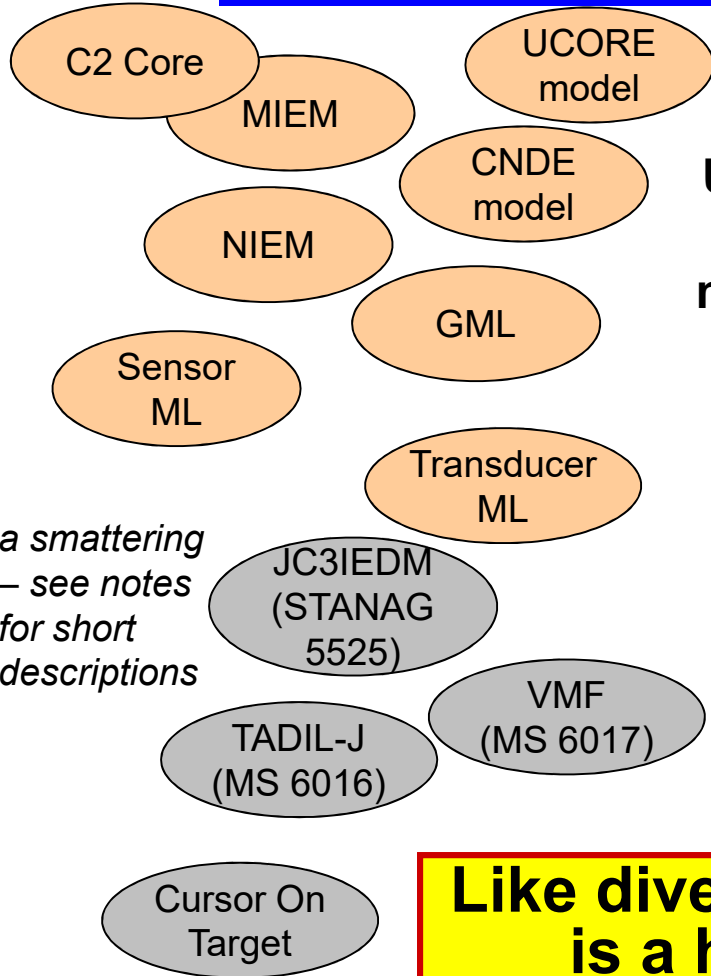 C2 Core
MIEM
UCORE
model
CNDE
model
NIEM
GML
Sensor
ML
Transducer
ML
a smattering
– see notes
for short
descriptions
JC3IEDM
(STANAG
5525)
VMF
(MS 6017)
TADIL-J
(MS 6016)
Cursor On
Target
Like dive
is a h